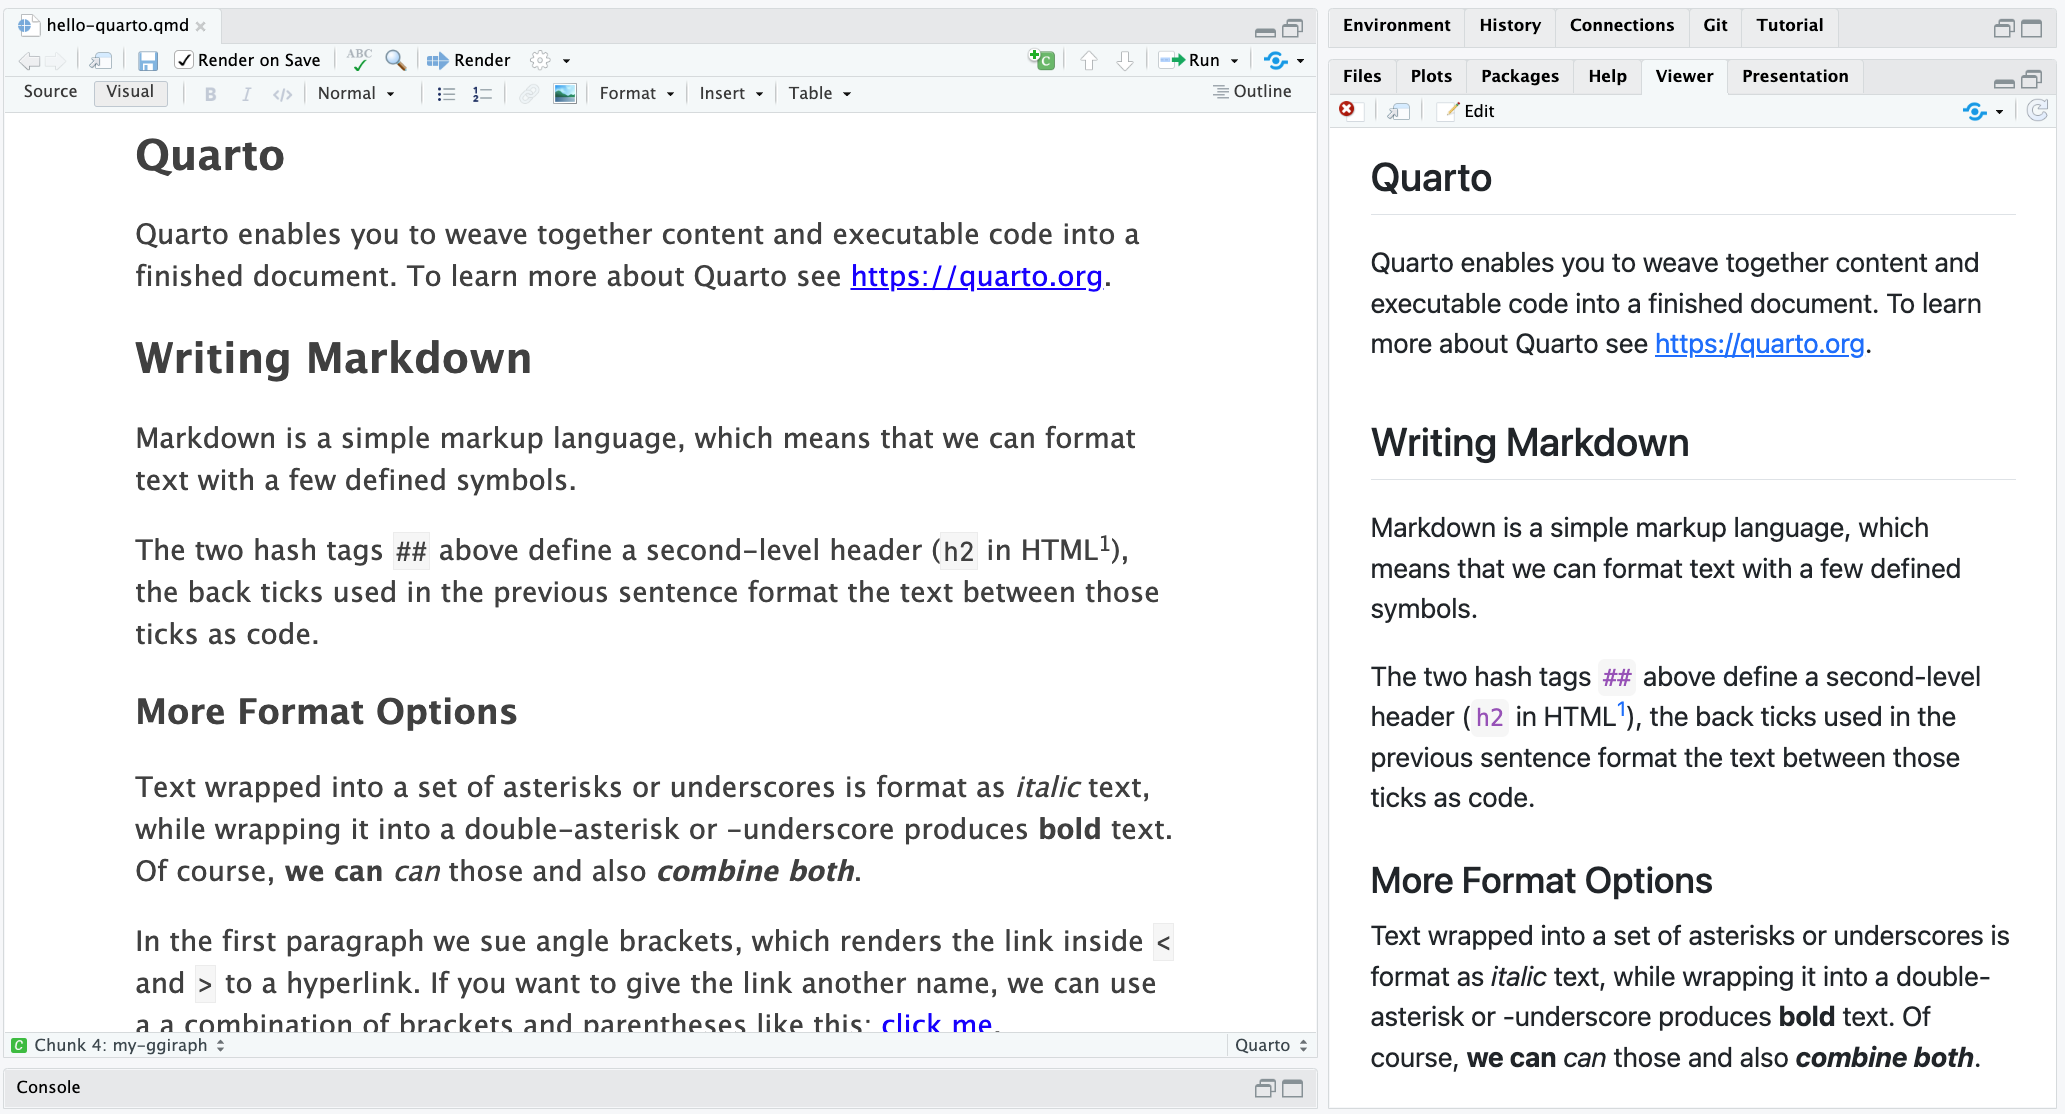 hello-quarto.qmd
Render on Save
ABC
Render
C
Run
Source
Visual
B
I
</>
Normal
Format
Insert
Table
Outline
Quarto
Quarto enables you to weave together content and executable code into a
finished document. To learn more about Quarto see https://quarto.org.
Writing Markdown
Markdown is a simple markup language, which means that we can format
text with a few defined symbols.
The two hash tags ## above define a second-level header (h2 in HTML1),
the back ticks used in the previous sentence format the text between those
ticks as code.
More Format Options
Text wrapped into a set of asterisks or underscores is format as italic text,
while wrapping it into a double-asterisk or -underscore produces bold text.
Of course, we can can those and also combine both.
In the first paragraph we sue angle brackets, which renders the link inside <
and > to a hyperlink. If you want to give the link another name, we can use
a a combination of brackets and parentheses like this: click me.
C Chunk 4: my-ggiraph
Quarto
Console
Environment
History
Connections
Git
Tutorial
Files
Plots
Packages
Help
Viewer
Presentation
Edit
Quarto
Quarto enables you to weave together content and
executable code into a finished document. To learn
more about Quarto see https://quarto.org.
Writing Markdown
Markdown is a simple markup language, which
means that we can format text with a few defined
symbols.
The two hash tags ## above define a second-level
header (h2 in HTML1), the back ticks used in the
previous sentence format the text between those
ticks as code.
More Format Options
Text wrapped into a set of asterisks or underscores is
format as italic text, while wrapping it into a double-
asterisk or -underscore produces bold text. Of
course, we can can those and also combine both.